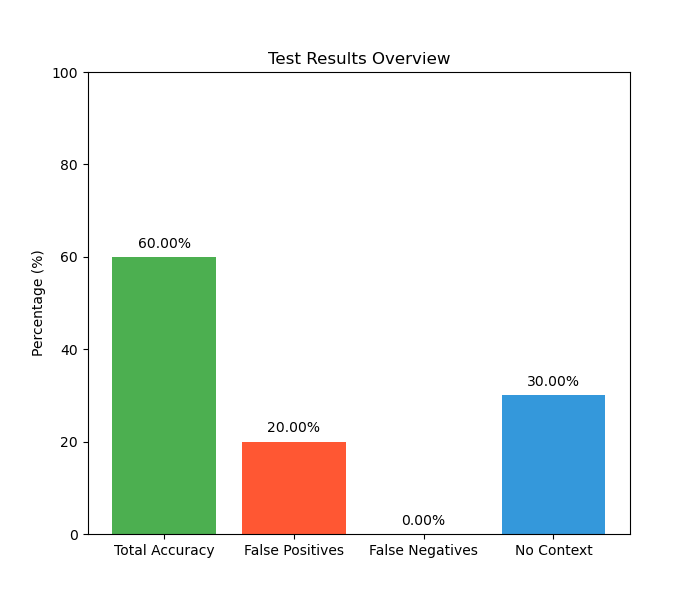 Test Results Overview
Percentage (%)
100
80
60
40
20
0
60.00%
20.00%
0.00%
30.00%
Total Accuracy
False Positives
False Negatives
No Context